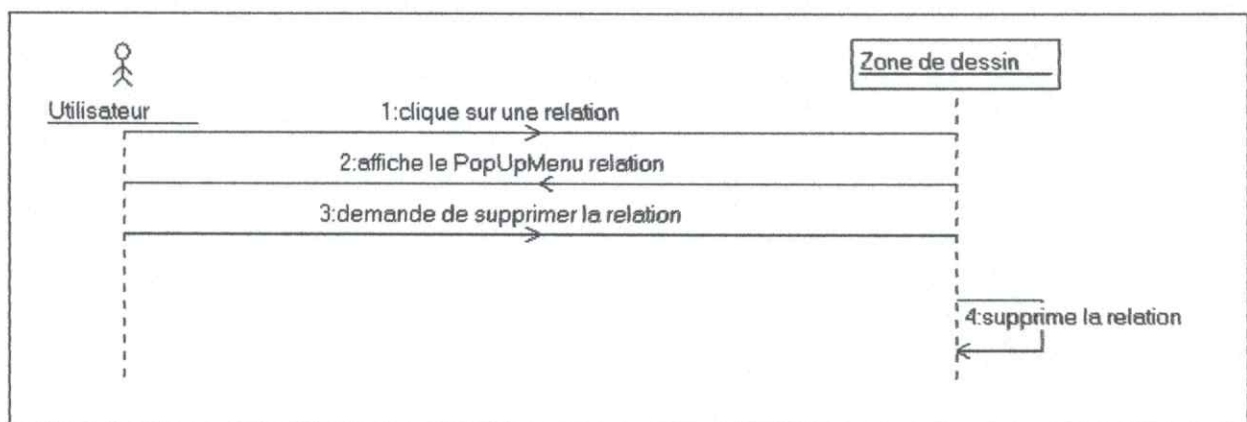 Zone de dessin
Utilisateur
1:clique sur une relation
2:affiche le PopUpMenu relation
3:demande de supprimer la relation
4:supprime la relation